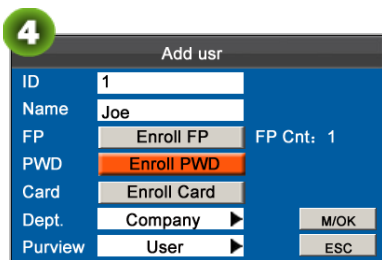 4
Add usr
ID 1
Name Joe
FP Enroll FP FP Cnt: 1
PWD Enroll PWD
Card Enroll Card
Dept. Company M/OK
Purview User ESC